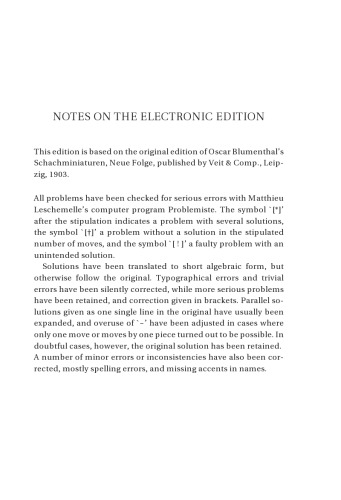 NOTES ON THE ELECTRONIC EDITION
This edition is based on the original edition of Oscar Blumenthal's
Schachminiaturen, Neue Folge, published by Veit & Comp., Leip-
zig, 1903.
All problems have been checked for serious errors with Matthieu
Leschemelle's computer program Problemiste. The symbol `[*]'
after the stipulation indicates a problem with several solutions,
the symbol `[†]' a problem without a solution in the stipulated
number of moves, and the symbol `[!]' a faulty problem with an
unintended solution.
Solutions have been translated to short algebraic form, but
otherwise follow the original. Typographical errors and trivial
errors have been silently corrected, while more serious problems
have been retained, and correction given in brackets. Parallel so-
lutions given as one single line in the original have usually been
expanded, and overuse of `~' have been adjusted in cases where
only one move or moves by one piece turned out to be possible. In
doubtful cases, however, the original solution has been retained.
A number of minor errors or inconsistencies have also been cor-
rected, mostly spelling errors, and missing accents in names.